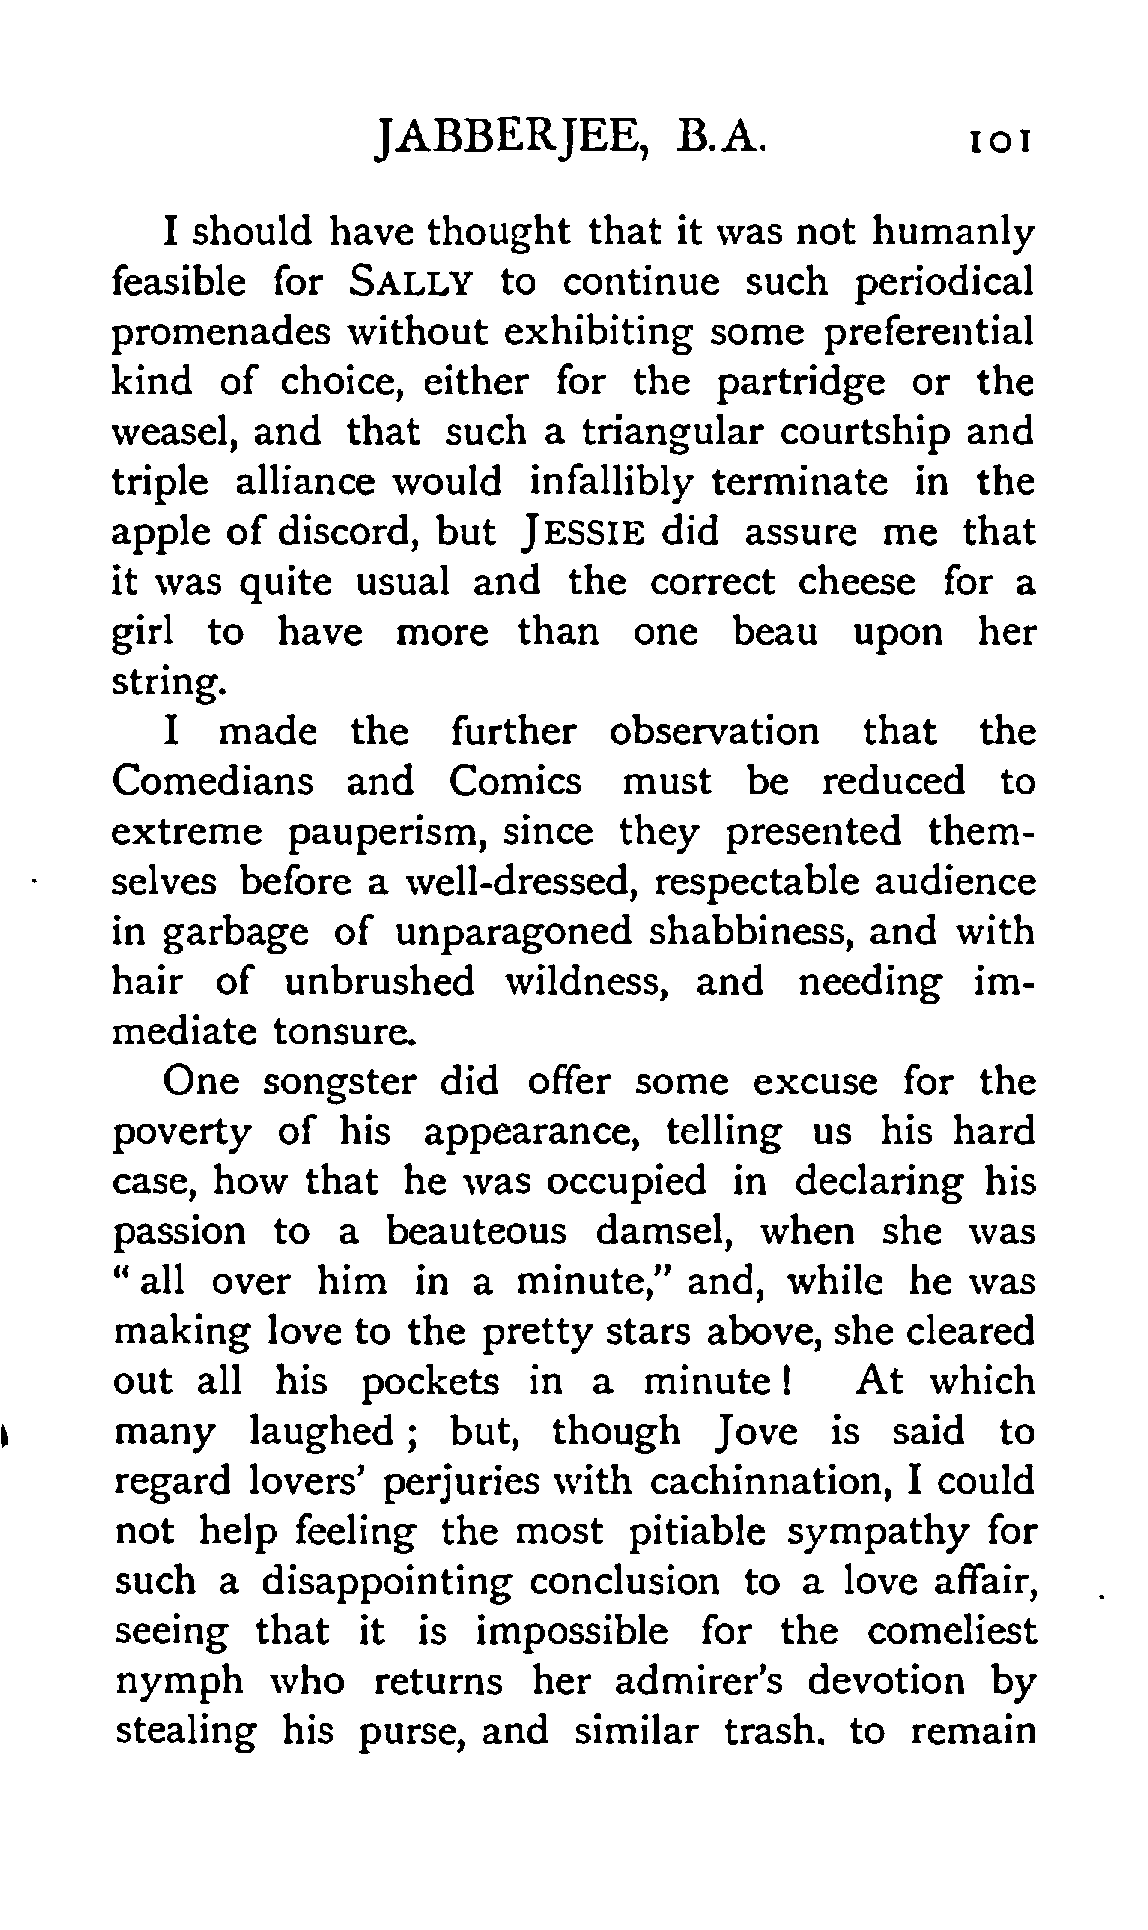 JABBERJEE, B.A. 101
I should have thought that it was not humanly
feasible for SALLY to continue such periodical
promenades without exhibiting some preferential
kind of choice, either for the partridge or the
weasel, and that such a triangular courtship and
triple alliance would infallibly terminate in the
apple of discord, but JESSIE did assure me that
it was quite usual and the correct cheese for a
girl to have more than one beau upon her
string.
I made the further observation that the
Comedians and Comics must be reduced to
extreme pauperism, since they presented them-
selves before a well-dressed, respectable audience
in garbage of unparagoned shabbiness, and with
hair of unbrushed wildness, and needing im-
mediate tonsure.
One songster did offer some excuse for the
poverty of his appearance, telling us his hard
case, how that he was occupied in declaring his
passion to a beauteous damsel, when she was
" all over him in a minute," and, while he was
making love to the pretty stars above, she cleared
out all his pockets in a minute ! At which
many laughed ; but, though Jove is said to
regard lovers' perjuries with cachinnation, I could
not help feeling the most pitiable sympathy for
such a disappointing conclusion to a love affair,
seeing that it is impossible for the comeliest
nymph who returns her admirer's devotion by
stealing his purse, and similar trash. to remain